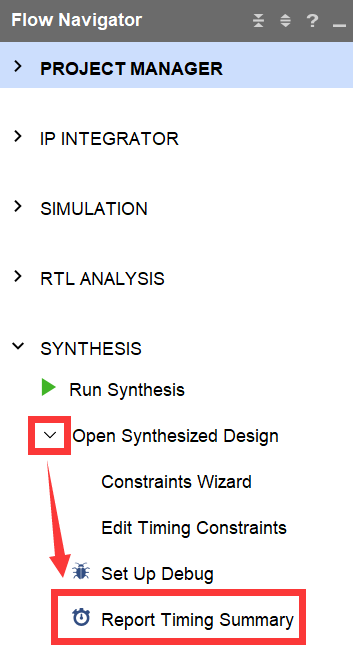 Flow Navigator ?
PROJECT MANAGER
IP INTEGRATOR
SIMULATION
RTL ANALYSIS
SYNTHESIS
Run Synthesis
Open Synthesized Design
Constraints Wizard
Edit Timing Constraints
Set Up Debug
Report Timing Summary